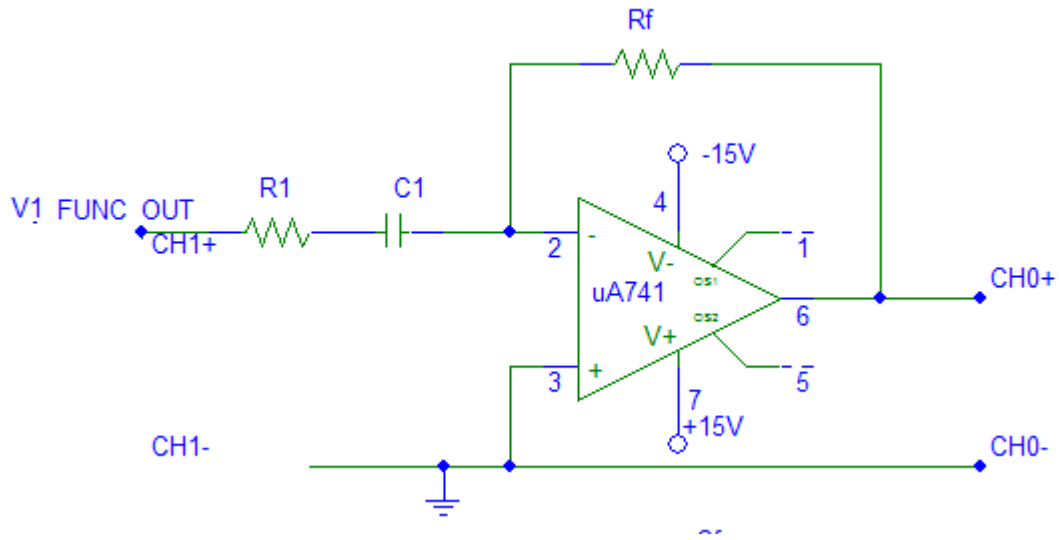 Rf
-15V
R1
C1
4
V1 FUNC OUT
CH1+
-
2
1
V-
OS1
uA741
CH0+
OS2
6
V+
3
+
5
7
+15V
CH1-
CH0-